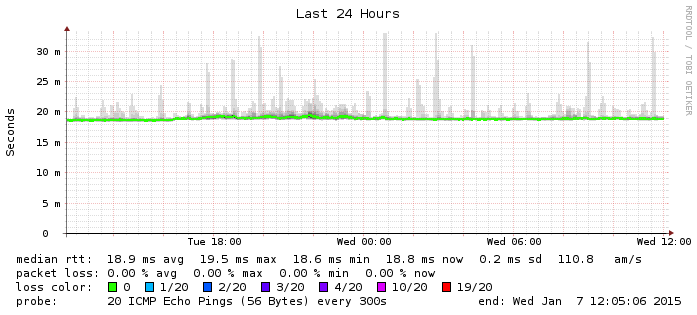 Last 24 Hours
RRDTOOL / TOBI OETIKER
Seconds
30 m
25 m
20 m
15 m
10 m
5 m
0
Tue 18:00 Wed 00:00 Wed 06:00 Wed 12:00
median rtt: 18.9 ms avg 19.5 ms max 18.6 ms min 18.8 ms now 0.2 ms sd 110.8 am/s
packet loss: 0.00 % avg 0.00 % max 0.00 % min 0.00 % now
loss color: 0 1/20 2/20 3/20 4/20 10/20 19/20
probe: 20 ICMP Echo Pings (56 Bytes) every 300s end: Wed Jan 7 12:05:06 2015